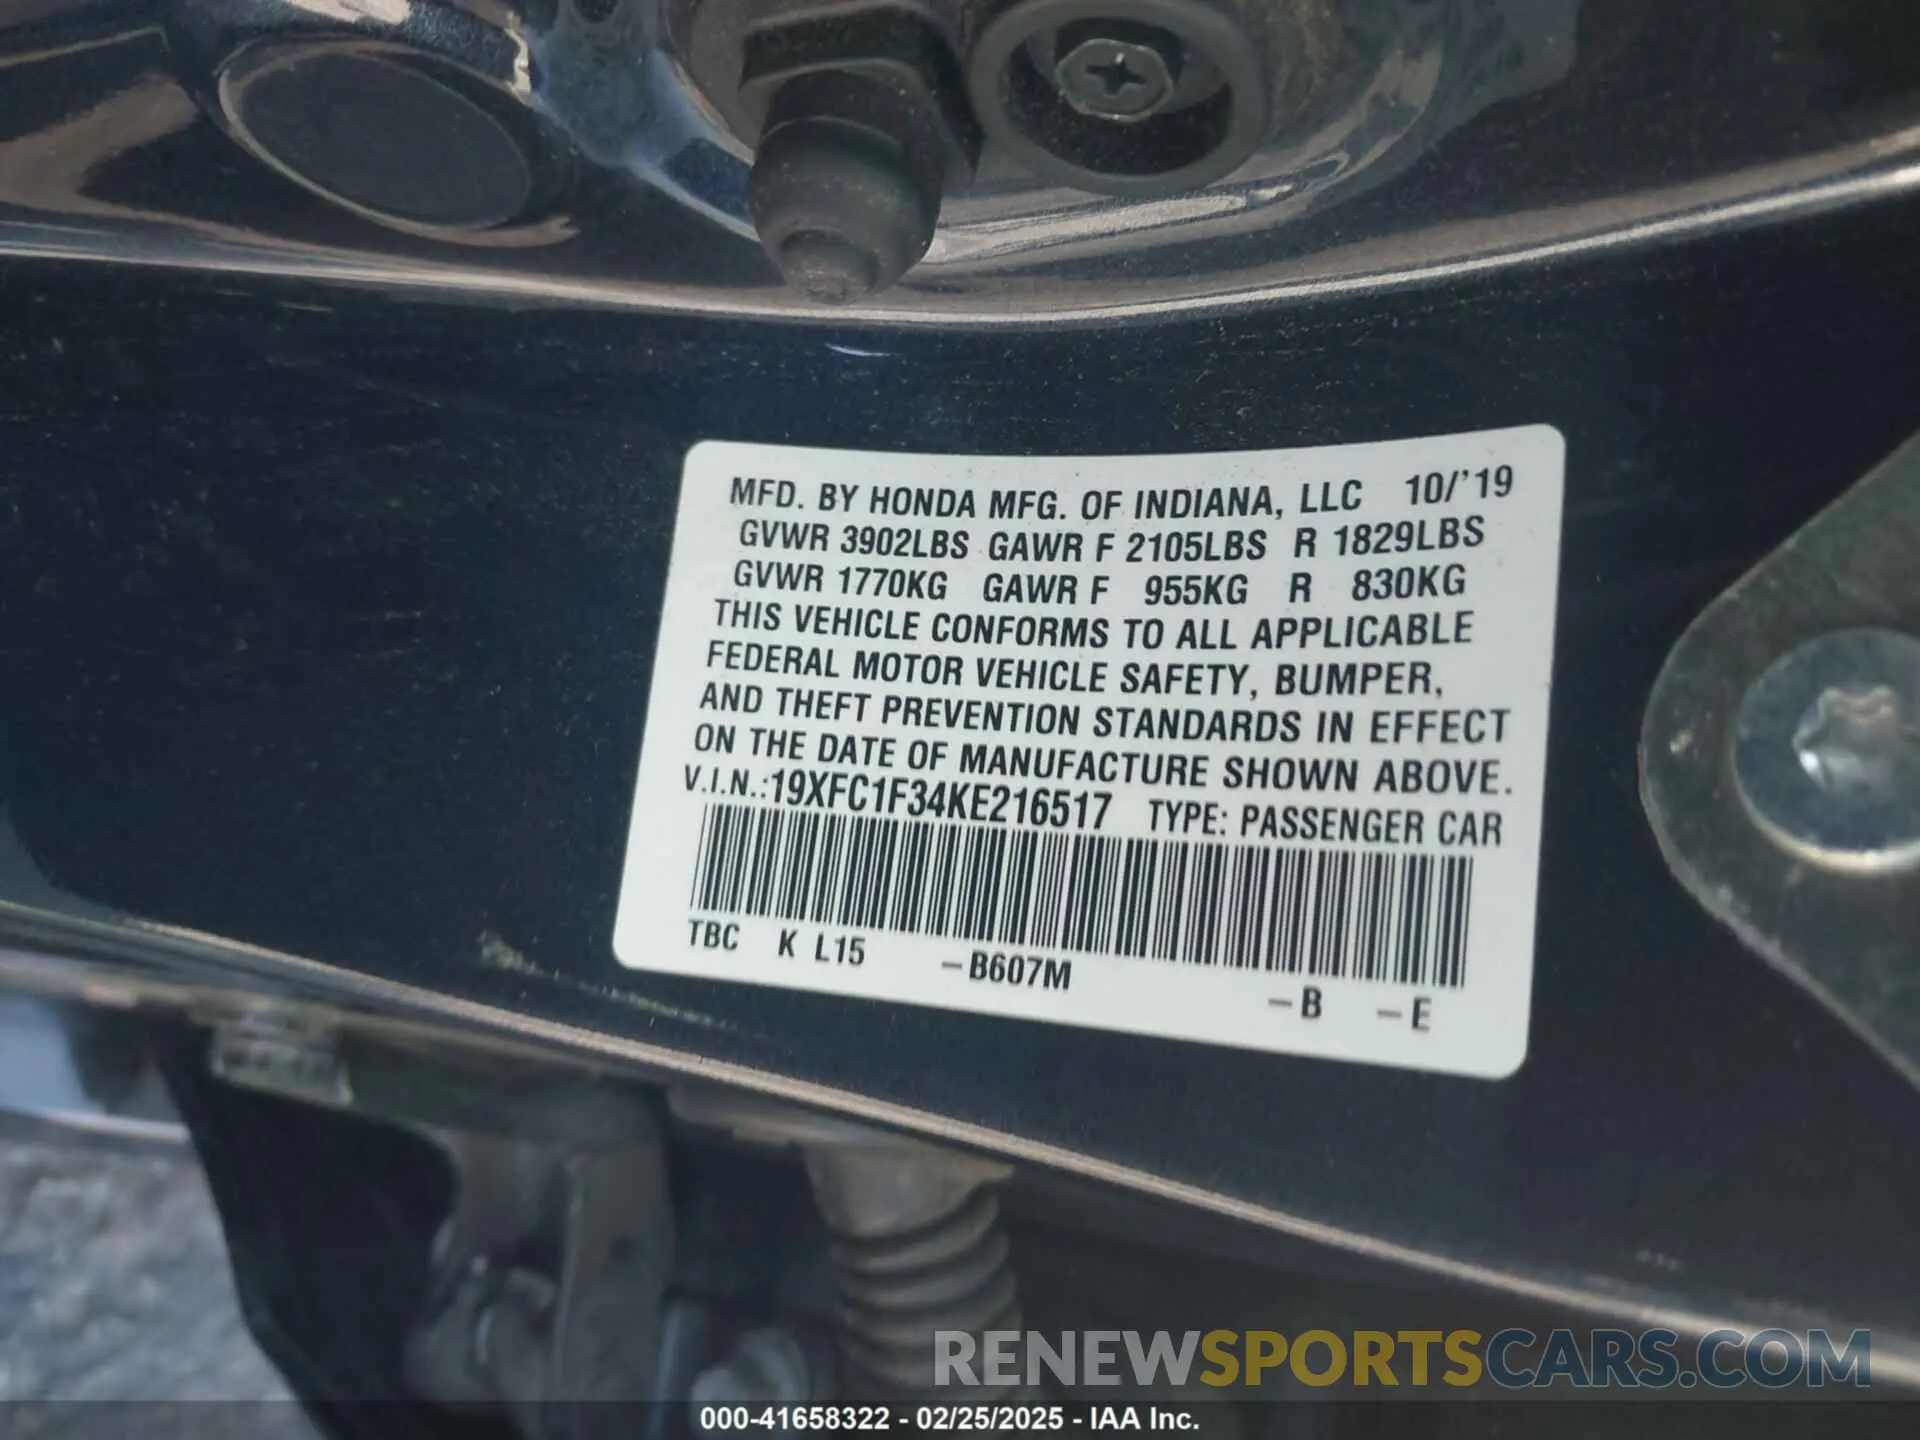 MFD. BY HONDA MFG. OF INDIANA, LLC 10/'19
GVWR 3902LBS GAWR F 2105LBS R 1829LBS
GVWR 1770KG GAWR F 955KG R 830KG
THIS VEHICLE CONFORMS TO ALL APPLICABLE
FEDERAL MOTOR VEHICLE SAFETY, BUMPER,
AND THEFT PREVENTION STANDARDS IN EFFECT
ON THE DATE OF MANUFACTURE SHOWN ABOVE.
V.I.N.:19XFC1F34KE216517 TYPE: PASSENGER CAR
TBC K L15 -B607M -B -E
RENEWSPORTSCARS.COM
000-41658322 - 02/25/2025 - IAA Inc.